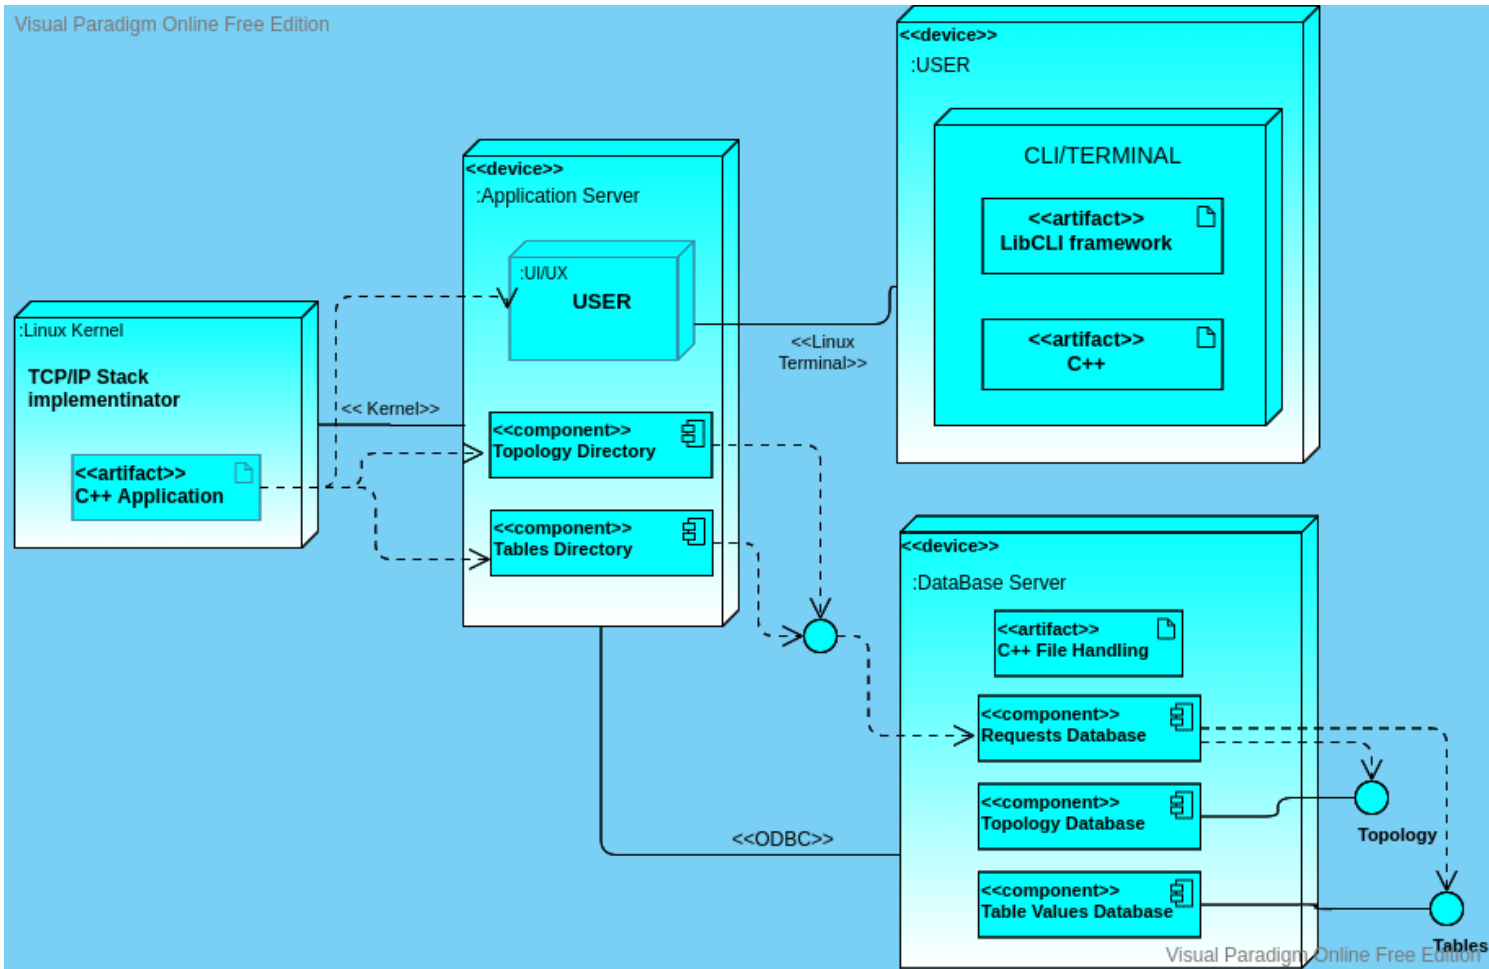 Visual Paradigm Online Free Edition
<<device>>
:USER
CLI/TERMINAL
<<artifact>>
LibCLI framework
<<artifact>>
C++
<<device>>
:Application Server
:UI/UX
USER
<<Linux
Terminal>>
:Linux Kernel
TCP/IP Stack
implementinator
<< Kernel>>
<<artifact>>
C++ Application
<<component>>
Topology Directory
<<component>>
Tables Directory
<<device>>
:DataBase Server
<<artifact>>
C++ File Handling
<<component>>
Requests Database
<<component>>
Topology Database
Topology
<<ODBC>>
<<component>>
Table Values Database
Tables
Visual Paradigm Online Free Edition